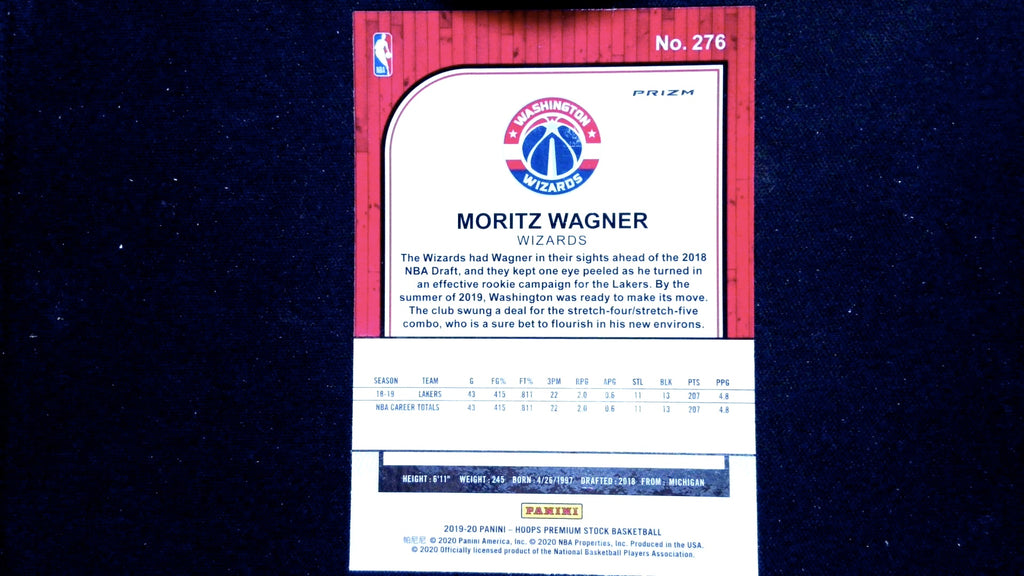 No. 276
NBA
PRIZM
WASHINGTON
WIZARDS
MORITZ WAGNER
WIZARDS
The Wizards had Wagner in their sights ahead of the 2018
NBA Draft, and they kept one eye peeled as he turned in
an effective rookie campaign for the Lakers. By the
summer of 2019, Washington was ready to make its move.
The club swung a deal for the stretch-four/stretch-five
combo, who is a sure bet to flourish in his new environs.
SEASON TEAM G FG% FT% 3PM RPG APG STL BLK PTS PPG
18-19 LAKERS 43 .415 .811 22 2.0 0.6 11 13 207 4.8
NBA CAREER TOTALS 43 .415 .811 22 2.0 0.6 11 13 207 4.8
HEIGHT: 6'11" WEIGHT: 245 BORN: 4/26/1997 DRAFTED: 2018 FROM: MICHIGAN
PANINI
2019-20 PANINI – HOOPS PREMIUM STOCK BASKETBALL
帕尼尼 © 2020 Panini America, Inc. © 2020 NBA Properties, Inc. Produced in the USA.
© 2020 Officially licensed product of the National Basketball Players Association.